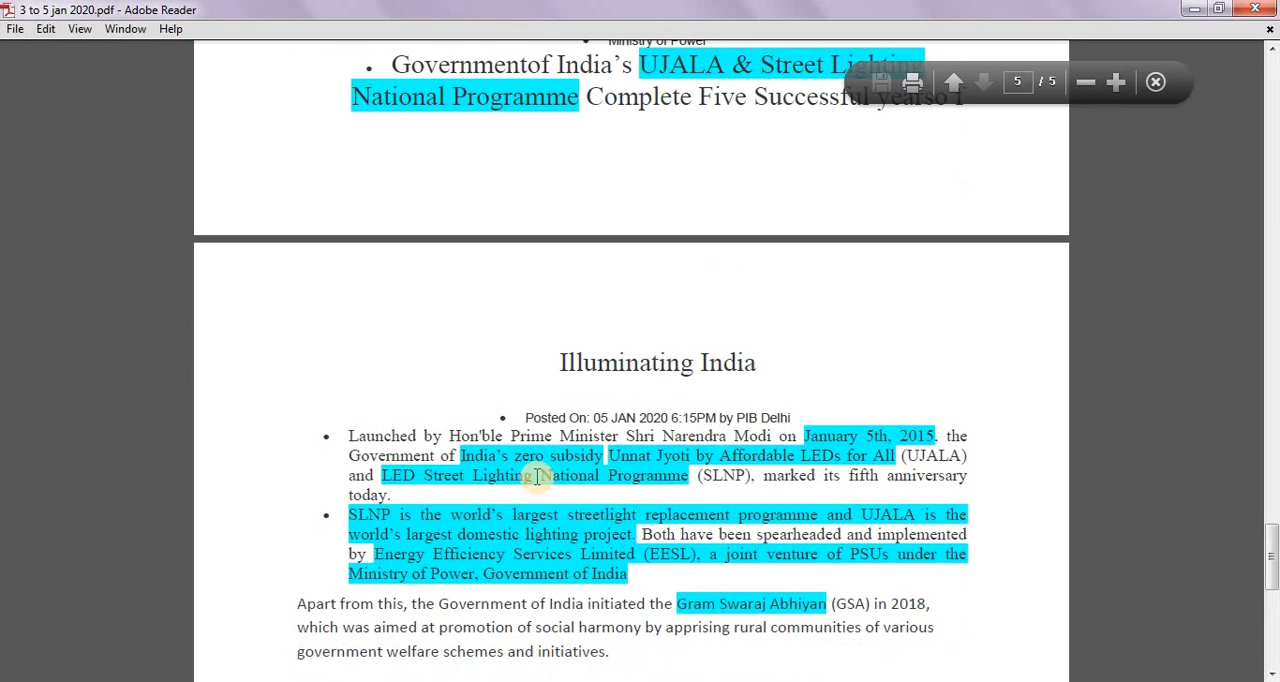 3 to 5 jan 2020.pdf - Adobe Reader
File Edit View Window Help
5 / 5
Ministry of Power
• Governmentof India's UJALA & Street Lighting
National Programme Complete Five Successful yearso f
Illuminating India
• Posted On: 05 JAN 2020 6:15PM by PIB Delhi
• Launched by Hon'ble Prime Minister Shri Narendra Modi on January 5th, 2015, the
Government of India's zero subsidy Unnat Jyoti by Affordable LEDs for All (UJALA)
and LED Street Lighting National Programme (SLNP), marked its fifth anniversary
today.
• SLNP is the world's largest streetlight replacement programme and UJALA is the
world's largest domestic lighting project. Both have been spearheaded and implemented
by Energy Efficiency Services Limited (EESL), a joint venture of PSUs under the
Ministry of Power, Government of India
Apart from this, the Government of India initiated the Gram Swaraj Abhiyan (GSA) in 2018,
which was aimed at promotion of social harmony by apprising rural communities of various
government welfare schemes and initiatives.